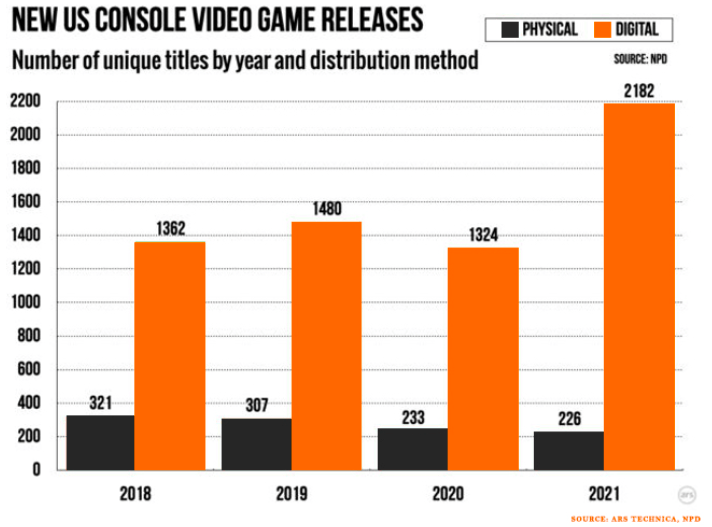 NEW US CONSOLE VIDEO GAME RELEASES
PHYSICAL DIGITAL
Number of unique titles by year and distribution method
SOURCE: NPD
2182
2200
2000
1800
1600
1480
1400
1362
1324
1200
1000
800
600
400
321
307
233
226
200
0
2018 2019 2020 2021
ars
SOURCE: ARS TECHNICA, NPD